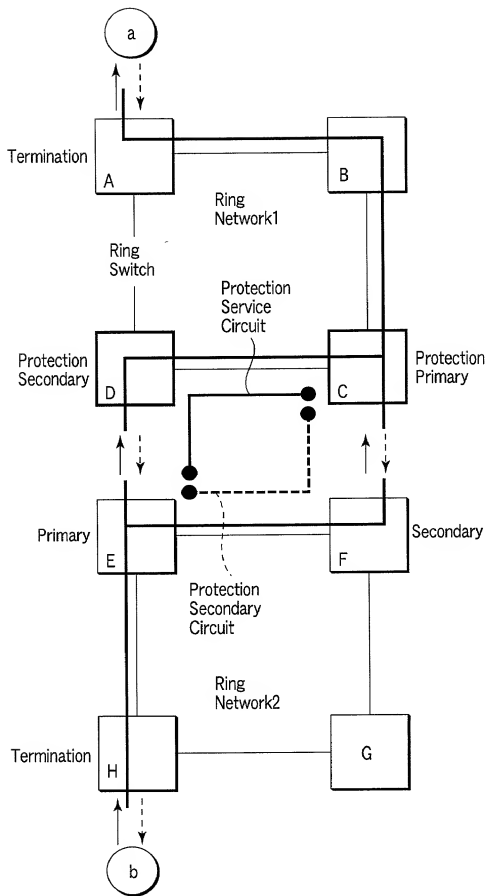 a
Termination
A
B
Ring
Network1
Ring
Switch
Protection
Service
Circuit
Protection
Secondary
D
C
Protection
Primary
Primary
E
F
Secondary
Protection
Secondary
Circuit
Ring
Network2
Termination
H
G
b